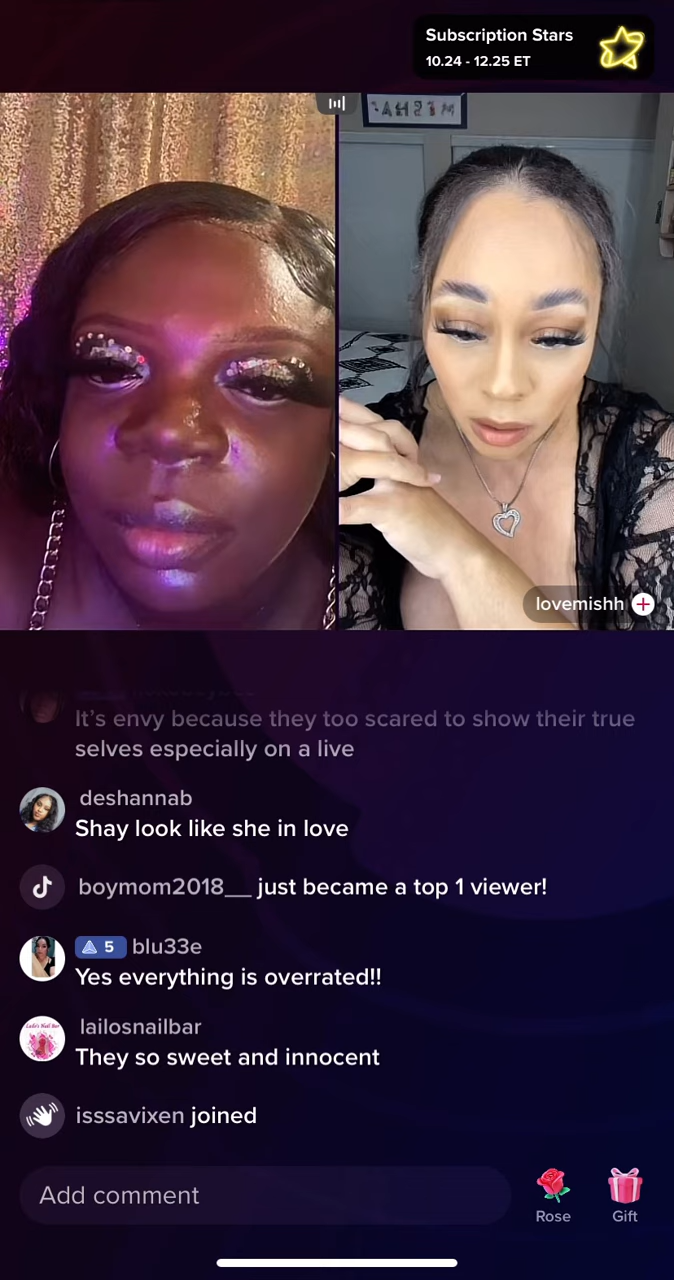 Subscription Stars
10.24 - 12.25 ET
lovemishh
It's envy because they too scared to show their true
selves especially on a live
deshannab
Shay look like she in love
boymom2018__ just became a top 1 viewer!
5 blu33e
Yes everything is overrated!!
lailosnailbar
They so sweet and innocent
isssavixen joined
Add comment
Rose
Gift